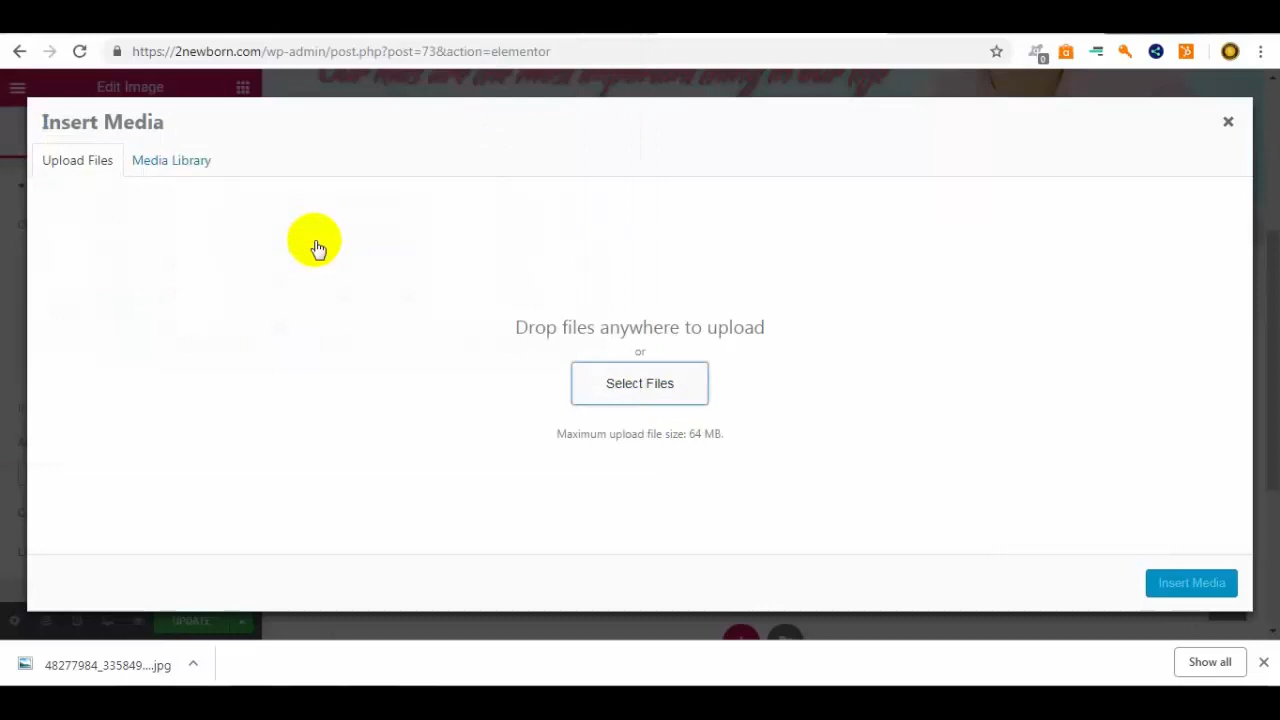 https://2newborn.com/wp-admin/post.php?post=73&action=elementor
0
Edit Image
Insert Media
Upload Files
Media Library
Drop files anywhere to upload
or
Select Files
Maximum upload file size: 64 MB.
Insert Media
UPDATE
48277984_335849....jpg
Show all